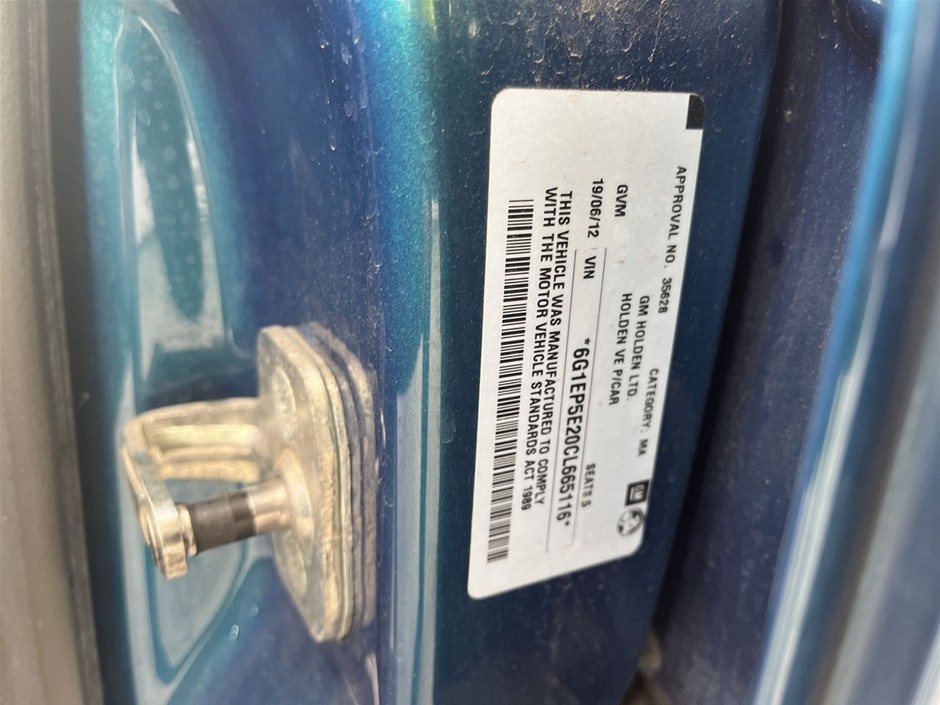 APPROVAL NO. 35628 CATEGORY: MA
GM HOLDEN LTD.
HOLDEN VE P/CAR
GM
GVM SEATS 5
19/06/12 VIN *6G1EP5E20CL665116*
THIS VEHICLE WAS MANUFACTURED TO COMPLY
WITH THE MOTOR VEHICLE STANDARDS ACT 1989